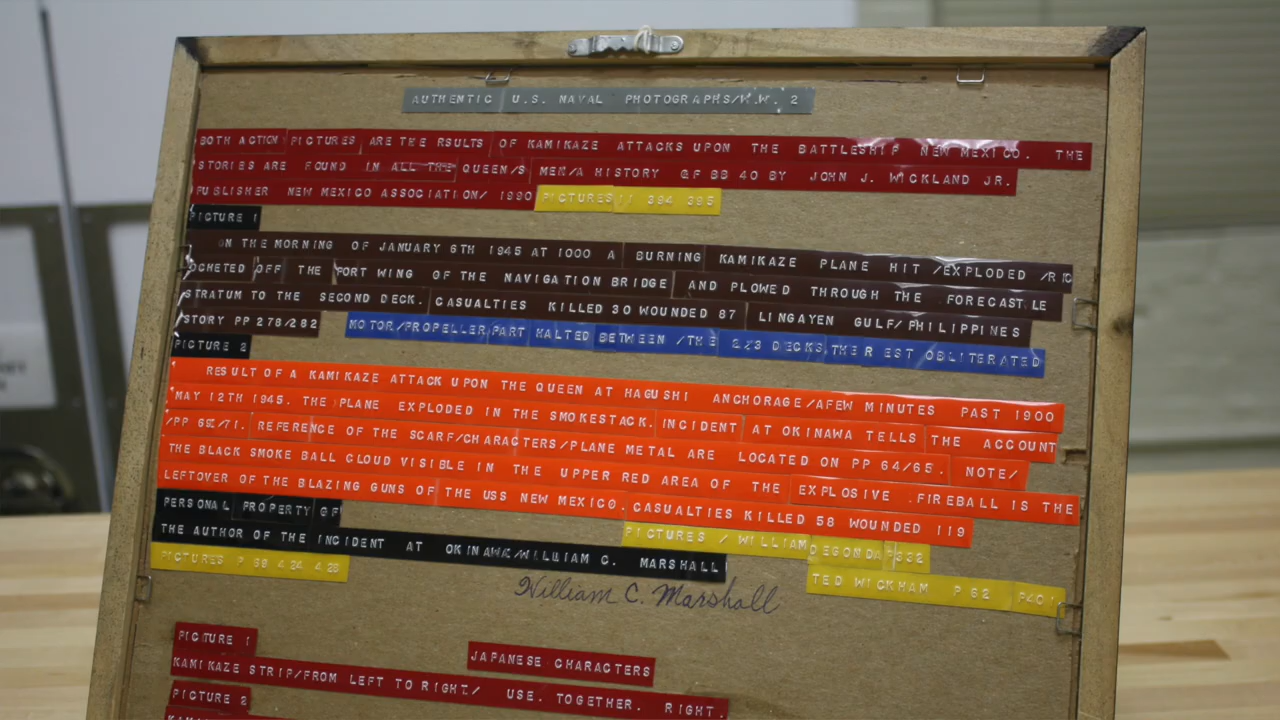 AUTHENTIC U.S. NAVAL PHOTOGRAPHS/W.W. 2
BOTH ACTION PICTURES ARE THE RSULTS OF KAMIKAZE ATTACKS UPON THE BATTLESHIP NEW MEXICO. THE
STORIES ARE FOUND IN ALL THE QUEEN/S MEN/A HISTORY OF BB 40 BY JOHN J. WICKLAND JR.
PUBLISHER NEW MEXICO ASSOCIATION/ 1990 PICTURES 394 395
PICTURE 1
ON THE MORNING OF JANUARY 6TH 1945 AT 1000 A BURNING KAMIKAZE PLANE HIT /EXPLODED /RIC
OCHETED OFF THE PORT WING OF THE NAVIGATION BRIDGE AND PLOWED THROUGH THE FORECASTLE
STRATUM TO THE SECOND DECK. CASUALTIES KILLED 30 WOUNDED 87 LINGAYEN GULF/PHILIPPINES
STORY PP 278/282 MOTOR/PROPELLER PART HALTED BETWEEN /THE 2/3 DECKS,THER EST OBLITERATED
PICTURE 2
RESULT OF A KAMIKAZE ATTACK UPON THE QUEEN AT HAGUSHI ANCHORAGE/AFEW MINUTES PAST 1900
MAY 12TH 1945. THE PLANE EXPLODED IN THE SMOKESTACK. INCIDENT AT OKINAWA TELLS THE ACCOUNT
/PP 65/71. REFERENCE OF THE SCARF/CHARACTERS/PLANE METAL ARE LOCATED ON PP 64/65. NOTE/
THE BLACK SMOKE BALL CLOUD VISIBLE IN THE UPPER RED AREA OF THE EXPLOSIVE .FIREBALL IS THE
LEFTOVER OF THE BLAZING GUNS OF THE USS NEW MEXICO. CASUALTIES KILLED 58 WOUNDED 119
PERSONAL PROPERTY OF
PICTURES / WILLIAM DEGONDA 332
THE AUTHOR OF THE INCIDENT AT OKINAWA/WILLIAM C. MARSHALL
PICTURES P 69 4.24 4.25
TED WICKHAM P 62 P401
William C. Marshall
PICTURE 1
JAPANESE CHARACTERS
KAMIKAZE STRIP/FROM LEFT TO RIGHT/ USE. TOGETHER. RIGHT.
PICTURE 2